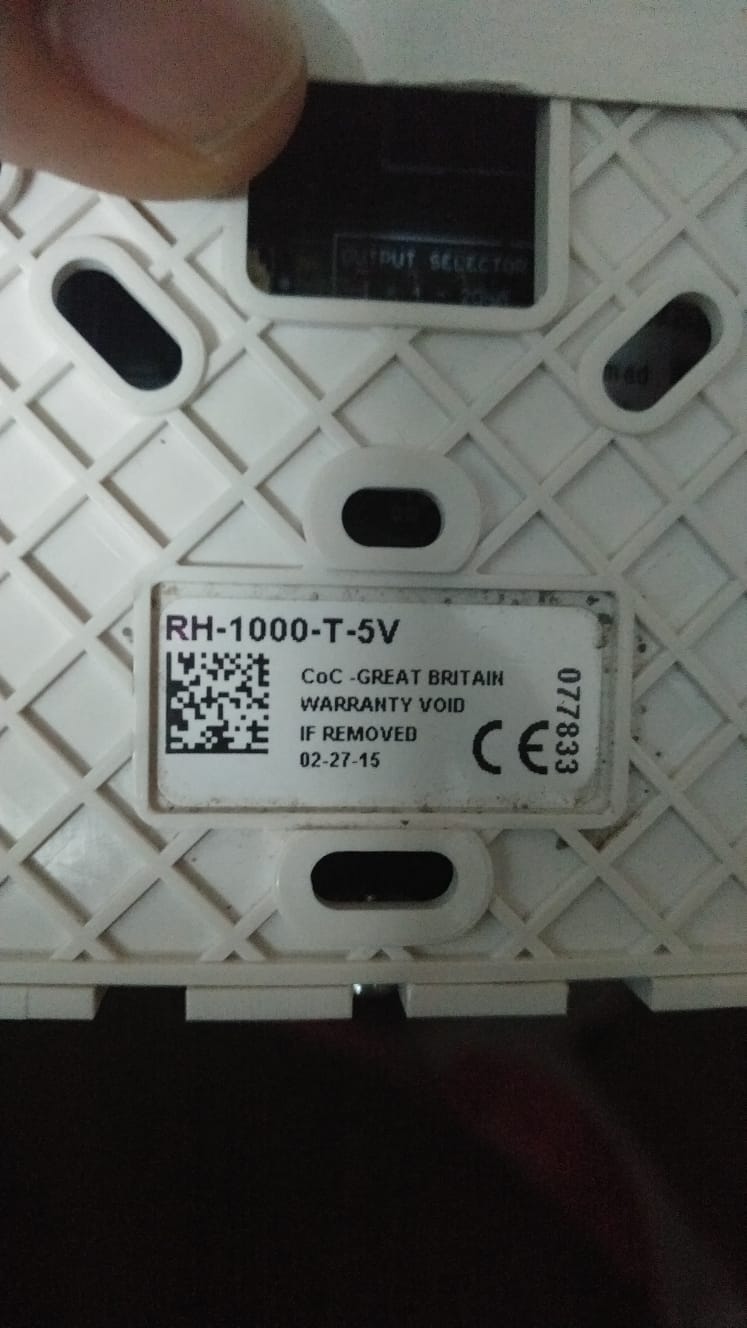 OUTPUT SELECTOR
RH-1000-T-5V
CoC -GREAT BRITAIN
WARRANTY VOID
IF REMOVED
02-27-15
CE
077833